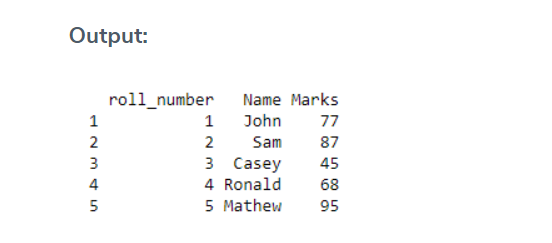 Output:
roll_number Name Marks
1 1 John 77
2 2 Sam 87
3 3 Casey 45
4 4 Ronald 68
5 5 Mathew 95